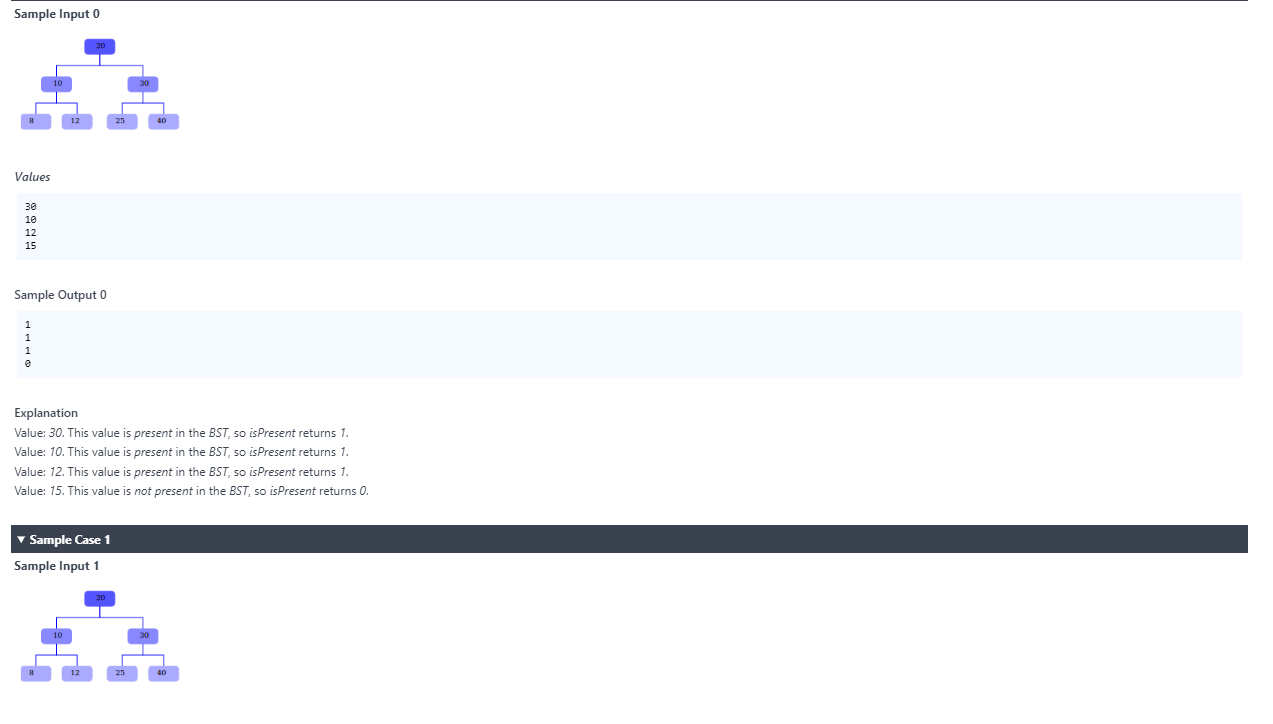 Sample Input 0
20
10 30
8 12 25 40
Values
30
10
12
15
Sample Output 0
1
1
1
0
Explanation
Value: 30. This value is present in the BST, so isPresent returns 1.
Value: 10. This value is present in the BST, so isPresent returns 1.
Value: 12. This value is present in the BST, so isPresent returns 1.
Value: 15. This value is not present in the BST, so isPresent returns 0.
▼ Sample Case 1
Sample Input 1
20
10 30
8 12 25 40